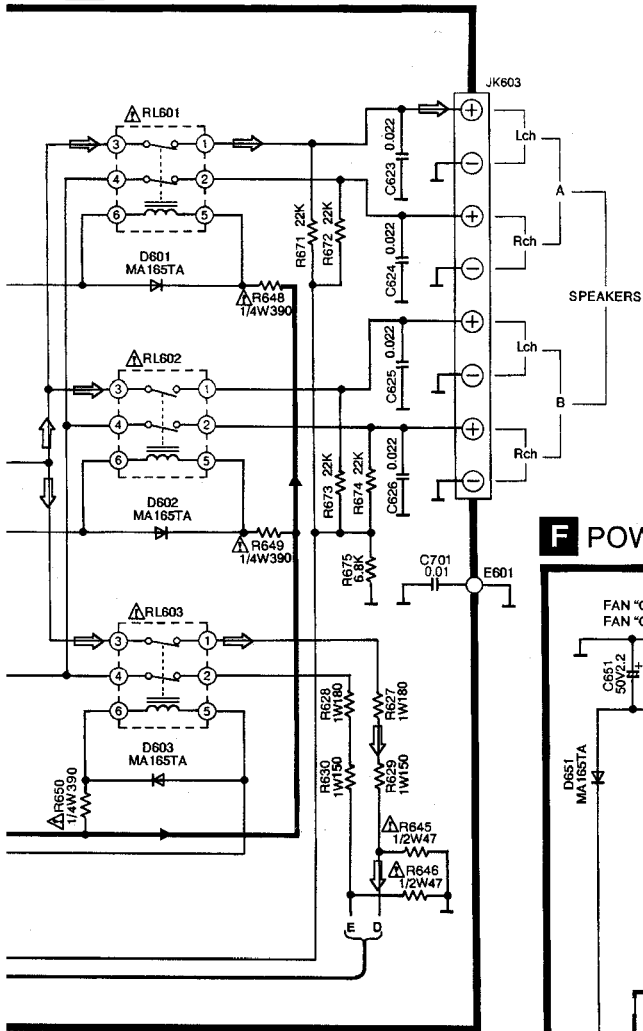 JK603
RL601
3
1
4
2
6
5
D601
MA165TA
R648
1/4W390
R671 22K
R672 22K
C623 0.022
C624 0.022
+
Lch
−
A
+
Rch
−
SPEAKERS
RL602
3
1
4
2
6
5
D602
MA165TA
R649
1/4W390
R673 22K
R674 22K
C625 0.022
C626 0.022
+
Lch
−
B
+
Rch
−
R675
6.8K
C701
0.01
E601
F POW
FAN "C
FAN "C
C651
50V2.2
+
D651
MA165TA
RL603
3
1
4
2
6
5
D603
MA165TA
R650
1/4W390
R628
1W180
R627
1W180
R630
1W150
R629
1W150
R645
1/2W47
R646
1/2W47
E D